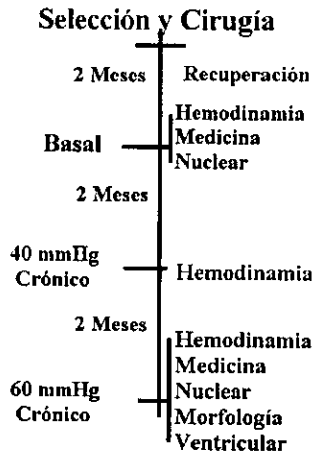 Selección y Cirugía
2 Meses
Recuperación
Basal
Hemodinamia
Medicina
Nuclear
2 Meses
40 mmHg
Crónico
Hemodinamia
2 Meses
60 mmHg
Crónico
Hemodinamia
Medicina
Nuclear
Morfología
Ventricular